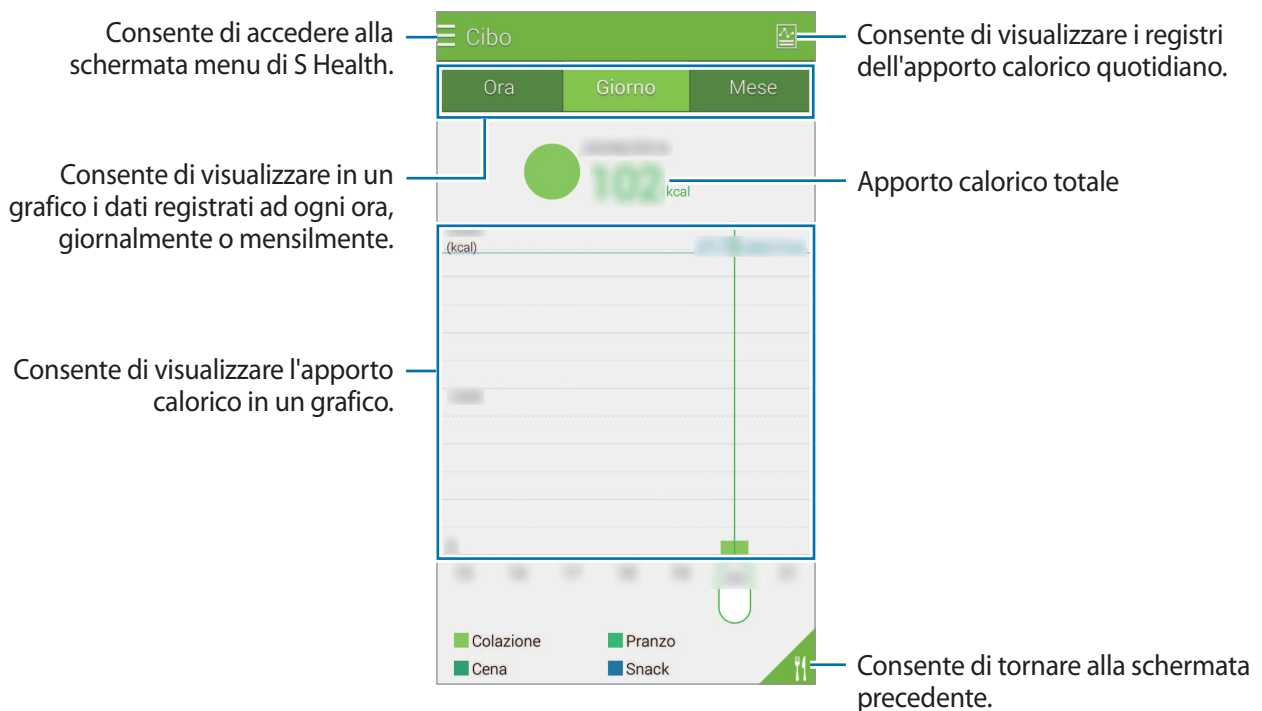 Consente di accedere alla
schermata menu di S Health.
Cibo
Consente di visualizzare i registri
dell'apporto calorico quotidiano.
Ora Giorno Mese
Consente di visualizzare in un
grafico i dati registrati ad ogni ora,
giornalmente o mensilmente.
102 kcal
Apporto calorico totale
(kcal)
Consente di visualizzare l'apporto
calorico in un grafico.
Colazione Pranzo
Cena Snack
Consente di tornare alla schermata
precedente.